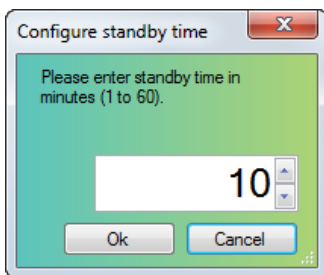 Configure standby time
Please enter standby time in
minutes (1 to 60).
10
Ok Cancel